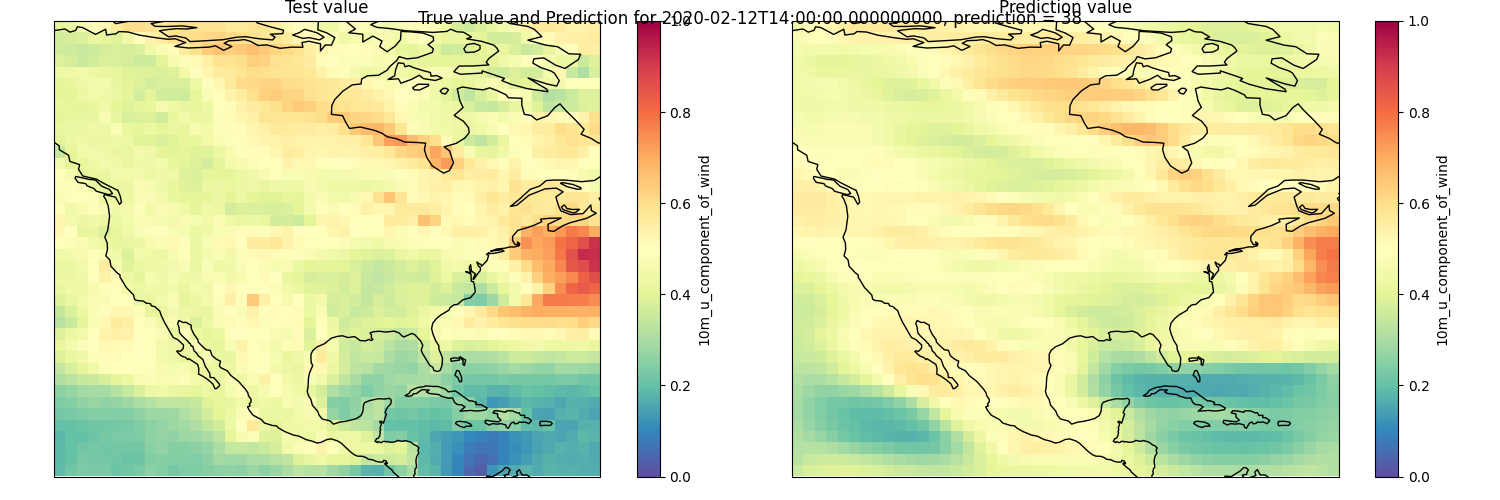 True value and Prediction for 2020-02-12T14:00:00.000000000, prediction = 38
Test value
Prediction value
1.0
0.8
0.6
0.4
0.2
0.0
10m_u_component_of_wind
1.0
0.8
0.6
0.4
0.2
0.0
10m_u_component_of_wind